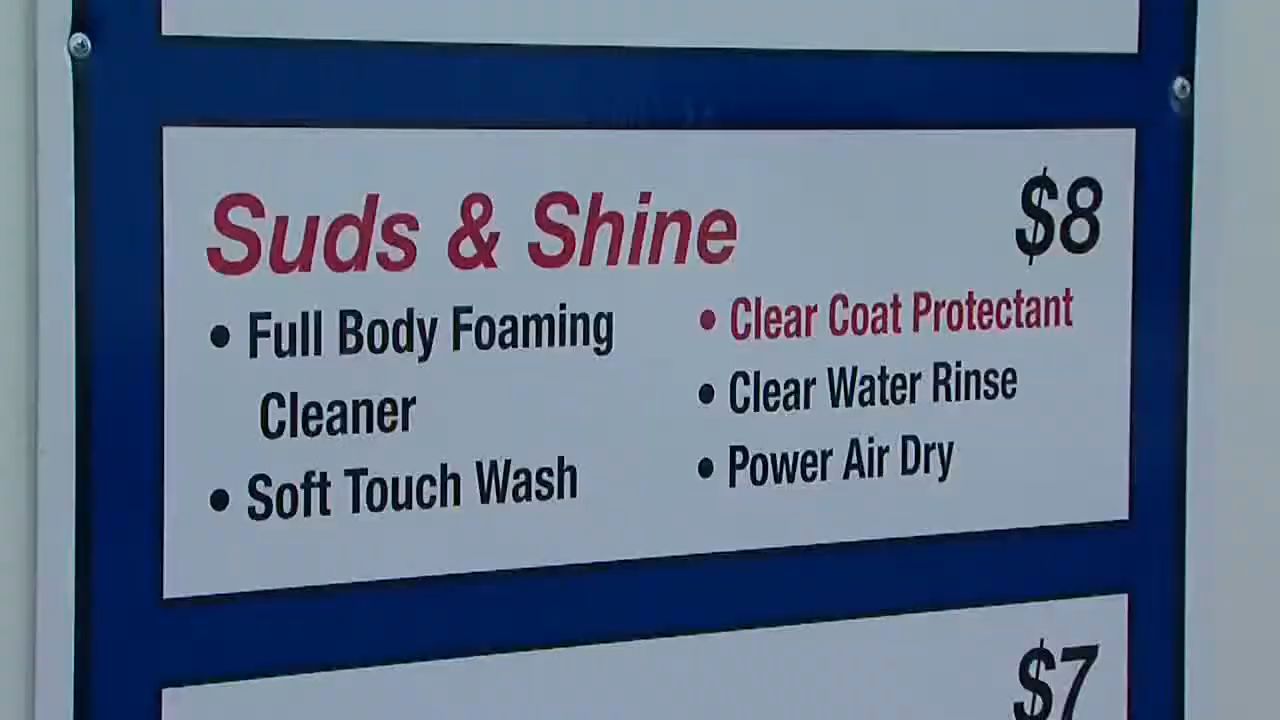 Suds & Shine $8
• Full Body Foaming
Cleaner
• Soft Touch Wash
• Clear Coat Protectant
• Clear Water Rinse
• Power Air Dry
$7